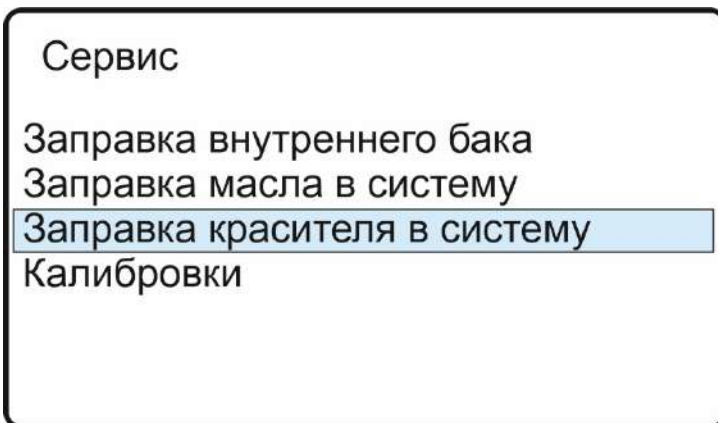 Сервис
Заправка внутреннего бака
Заправка масла в систему
Заправка красителя в систему
Калибровки